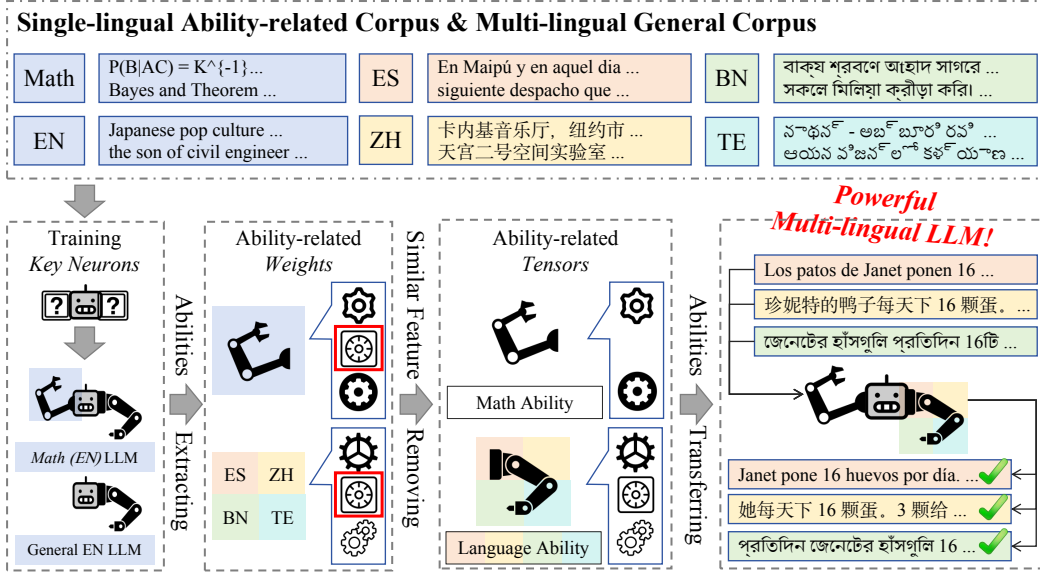 Single-lingual Ability-related Corpus & Multi-lingual General Corpus
Math
P(B|AC) = K^{-1}...
Bayes and Theorem ...
ES
En Maipú y en aquel dia ...
siguiente despacho que ...
BN
বাক্য শ্রবণে আহাদ সাগরে ...
সকলে মিলিয়া ক্রীড়া করি। ...
EN
Japanese pop culture ...
the son of civil engineer ...
ZH
卡内基音乐厅，纽约市 ...
天宫二号空间实验室 ...
TE
నాథన్ - అబ్బూరి రవి ...
ఆయన విజన్‌లో కళ్యాణ ...
Training
Key Neurons
? ?
Math (EN) LLM
General EN LLM
Abilities
Extracting
Ability-related
Weights
ES ZH
BN TE
Similar Feature
Removing
Ability-related
Tensors
Math Ability
Language Ability
Abilities
Transferring
Powerful
Multi-lingual LLM!
Los patos de Janet ponen 16 ...
珍妮特的鸭子每天下 16 颗蛋。...
জেনেটের হাঁসগুলি প্রতিদিন 16টি ...
Janet pone 16 huevos por día. ...
她每天下 16 颗蛋。3 颗给 ...
প্রতিদিন জেনেটের হাঁসগুলি 16 ...